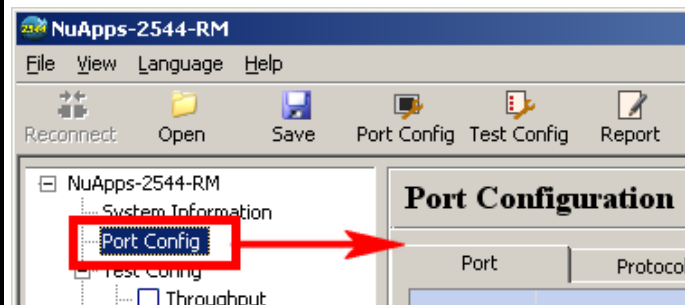 NuApps-2544-RM
File View Language Help
Reconnect Open Save Port Config Test Config Report
NuApps-2544-RM
System Information
Port Config
Test Config
Throughput
Port Configuration
Port Protocol